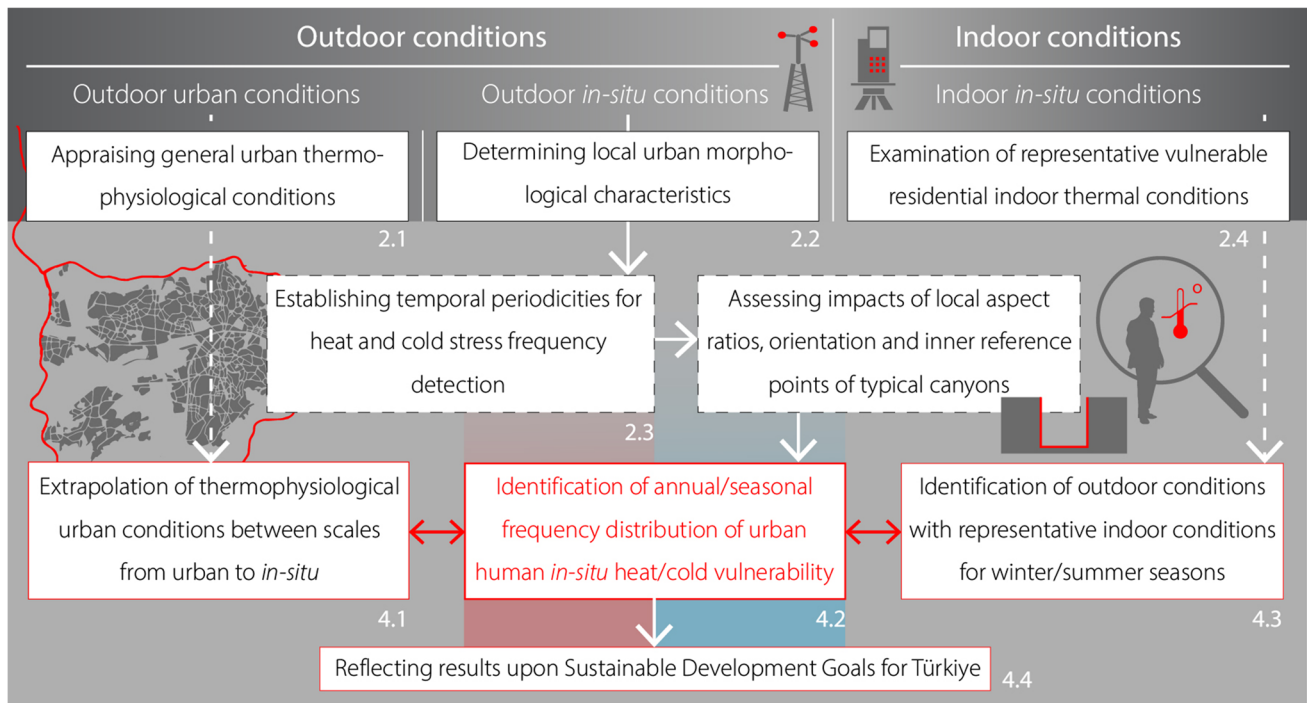 Outdoor conditions
Indoor conditions
Outdoor urban conditions
Outdoor in-situ conditions
Indoor in-situ conditions
Appraising general urban thermo-
physiological conditions
2.1
Determining local urban morpho-
logical characteristics
2.2
Examination of representative vulnerable
residential indoor thermal conditions
2.4
Establishing temporal periodicities for
heat and cold stress frequency
detection
2.3
Assessing impacts of local aspect
ratios, orientation and inner reference
points of typical canyons
o
Extrapolation of thermophysiological
urban conditions between scales
from urban to in-situ
4.1
Identification of annual/seasonal
frequency distribution of urban
human in-situ heat/cold vulnerability
4.2
Identification of outdoor conditions
with representative indoor conditions
for winter/summer seasons
4.3
Reflecting results upon Sustainable Development Goals for Türkiye
4.4